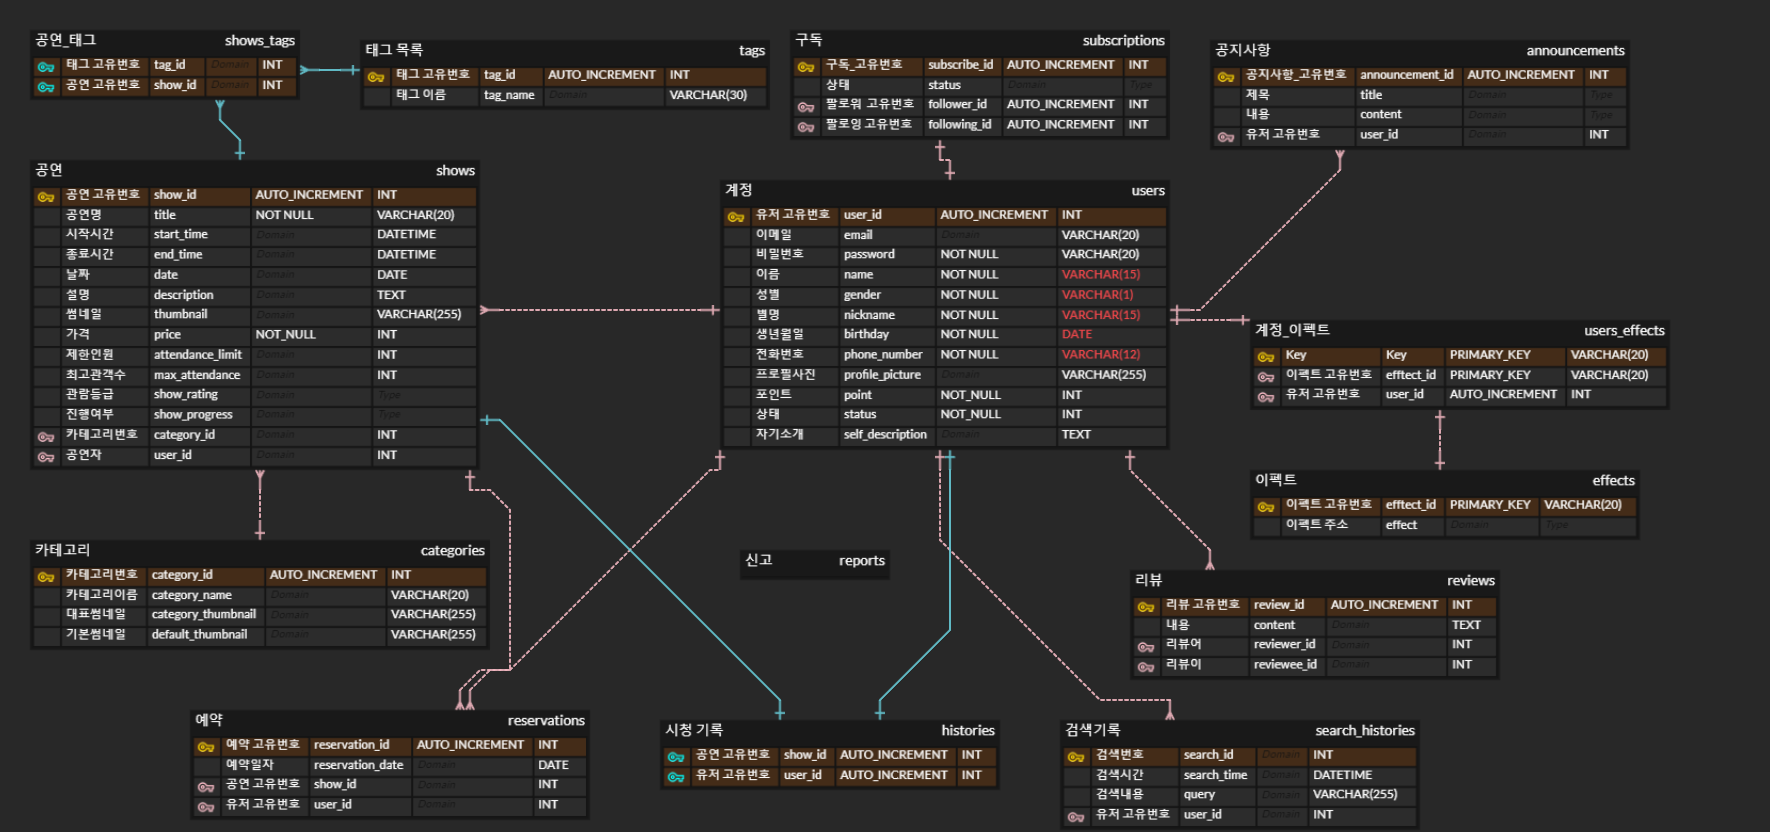 공연_태그 shows_tags
태그 고유번호 tag_id Domain INT
공연 고유번호 show_id Domain INT
태그 목록 tags
태그 고유번호 tag_id AUTO_INCREMENT INT
태그 이름 tag_name Domain VARCHAR(30)
구독 subscriptions
구독_고유번호 subscribe_id AUTO_INCREMENT INT
상태 status Domain Type
팔로워 고유번호 follower_id AUTO_INCREMENT INT
팔로잉 고유번호 following_id AUTO_INCREMENT INT
공지사항 announcements
공지사항_고유번호 announcement_id AUTO_INCREMENT INT
제목 title Domain Type
내용 content Domain Type
유저 고유번호 user_id Domain INT
공연 shows
공연 고유번호 show_id AUTO_INCREMENT INT
공연명 title NOT NULL VARCHAR(20)
시작시간 start_time Domain DATETIME
종료시간 end_time Domain DATETIME
날짜 date Domain DATE
설명 description Domain TEXT
썸네일 thumbnail Domain VARCHAR(255)
가격 price NOT_NULL INT
제한인원 attendance_limit Domain INT
최고관객수 max_attendance Domain INT
관람등급 show_rating Domain Type
진행여부 show_progress Domain Type
카테고리번호 category_id Domain INT
공연자 user_id Domain INT
계정 users
유저 고유번호 user_id AUTO_INCREMENT INT
이메일 email Domain VARCHAR(20)
비밀번호 password NOT NULL VARCHAR(20)
이름 name NOT NULL VARCHAR(15)
성별 gender NOT NULL VARCHAR(1)
별명 nickname NOT NULL VARCHAR(15)
생년월일 birthday NOT NULL DATE
전화번호 phone_number NOT NULL VARCHAR(12)
프로필사진 profile_picture Domain VARCHAR(255)
포인트 point NOT_NULL INT
상태 status NOT_NULL INT
자기소개 self_description Domain TEXT
계정_이펙트 users_effects
Key Key PRIMARY_KEY VARCHAR(20)
이펙트 고유번호 efftect_id PRIMARY_KEY VARCHAR(20)
유저 고유번호 user_id AUTO_INCREMENT INT
이펙트 effects
이펙트 고유번호 efftect_id PRIMARY_KEY VARCHAR(20)
이펙트 주소 effect Domain Type
카테고리 categories
카테고리번호 category_id AUTO_INCREMENT INT
카테고리이름 category_name Domain VARCHAR(20)
대표썸네일 category_thumbnail Domain VARCHAR(255)
기본썸네일 default_thumbnail Domain VARCHAR(255)
신고 reports
리뷰 reviews
리뷰 고유번호 review_id AUTO_INCREMENT INT
내용 content Domain TEXT
리뷰어 reviewer_id Domain INT
리뷰이 reviewee_id Domain INT
예약 reservations
예약 고유번호 reservation_id AUTO_INCREMENT INT
예약일자 reservation_date Domain DATE
공연 고유번호 show_id Domain INT
유저 고유번호 user_id Domain INT
시청 기록 histories
공연 고유번호 show_id AUTO_INCREMENT INT
유저 고유번호 user_id AUTO_INCREMENT INT
검색기록 search_histories
검색번호 search_id Domain INT
검색시간 search_time Domain DATETIME
검색내용 query Domain VARCHAR(255)
유저 고유번호 user_id Domain INT